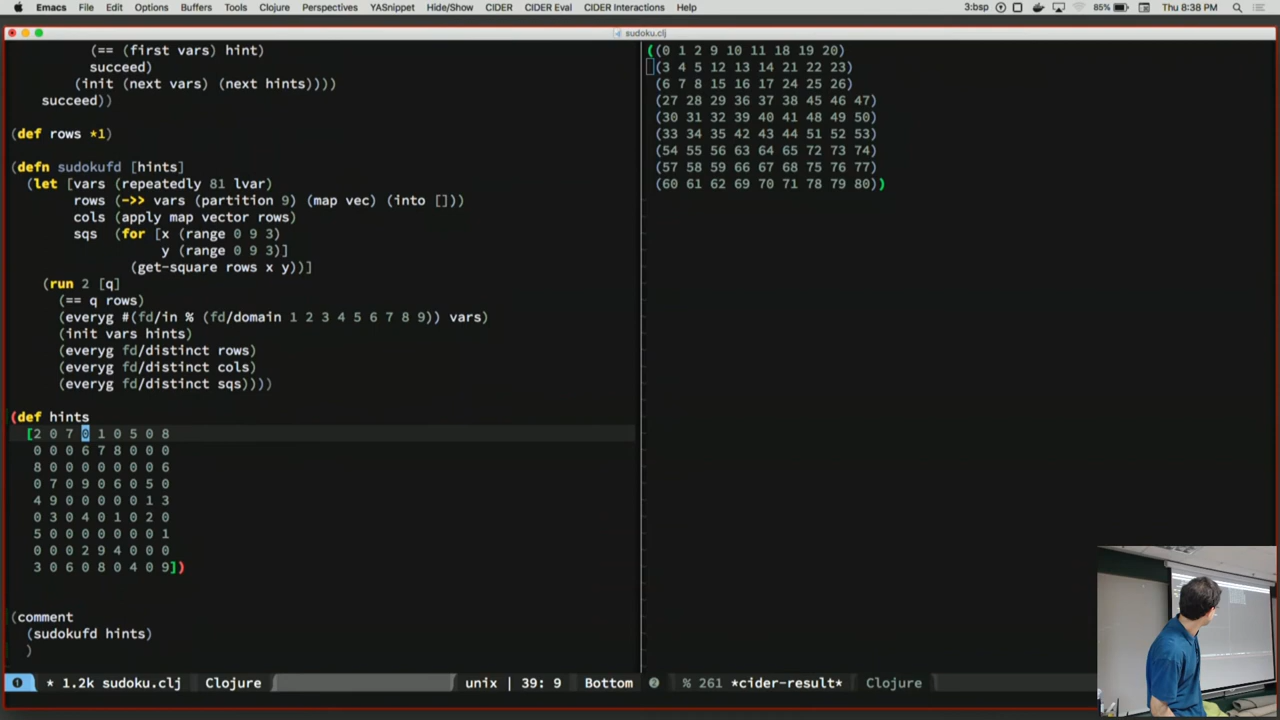 Emacs File Edit Options Buffers Tools Clojure Perspectives YASnippet Hide/Show CIDER CIDER Eval CIDER Interactions Help 3:bsp 85% Thu 8:38 PM
sudoku.clj
(== (first vars) hint)
succeed)
(init (next vars) (next hints))))
succeed))
(def rows *1)
(defn sudokufd [hints]
(let [vars (repeatedly 81 lvar)
rows (->> vars (partition 9) (map vec) (into []))
cols (apply map vector rows)
sqs (for [x (range 0 9 3)
y (range 0 9 3)]
(get-square rows x y))]
(run 2 [q]
(== q rows)
(everyg #(fd/in % (fd/domain 1 2 3 4 5 6 7 8 9)) vars)
(init vars hints)
(everyg fd/distinct rows)
(everyg fd/distinct cols)
(everyg fd/distinct sqs))))
(def hints
[2 0 7 0 1 0 5 0 8
0 0 0 6 7 8 0 0 0
8 0 0 0 0 0 0 0 6
0 7 0 9 0 6 0 5 0
4 9 0 0 0 0 0 1 3
0 3 0 4 0 1 0 2 0
5 0 0 0 0 0 0 0 1
0 0 0 2 9 4 0 0 0
3 0 6 0 8 0 4 0 9])
(comment
(sudokufd hints)
)
* 1.2k sudoku.clj Clojure unix | 39: 9 Bottom
((0 1 2 9 10 11 18 19 20)
(3 4 5 12 13 14 21 22 23)
(6 7 8 15 16 17 24 25 26)
(27 28 29 36 37 38 45 46 47)
(30 31 32 39 40 41 48 49 50)
(33 34 35 42 43 44 51 52 53)
(54 55 56 63 64 65 72 73 74)
(57 58 59 66 67 68 75 76 77)
(60 61 62 69 70 71 78 79 80))
% 261 *cider-result* Clojure